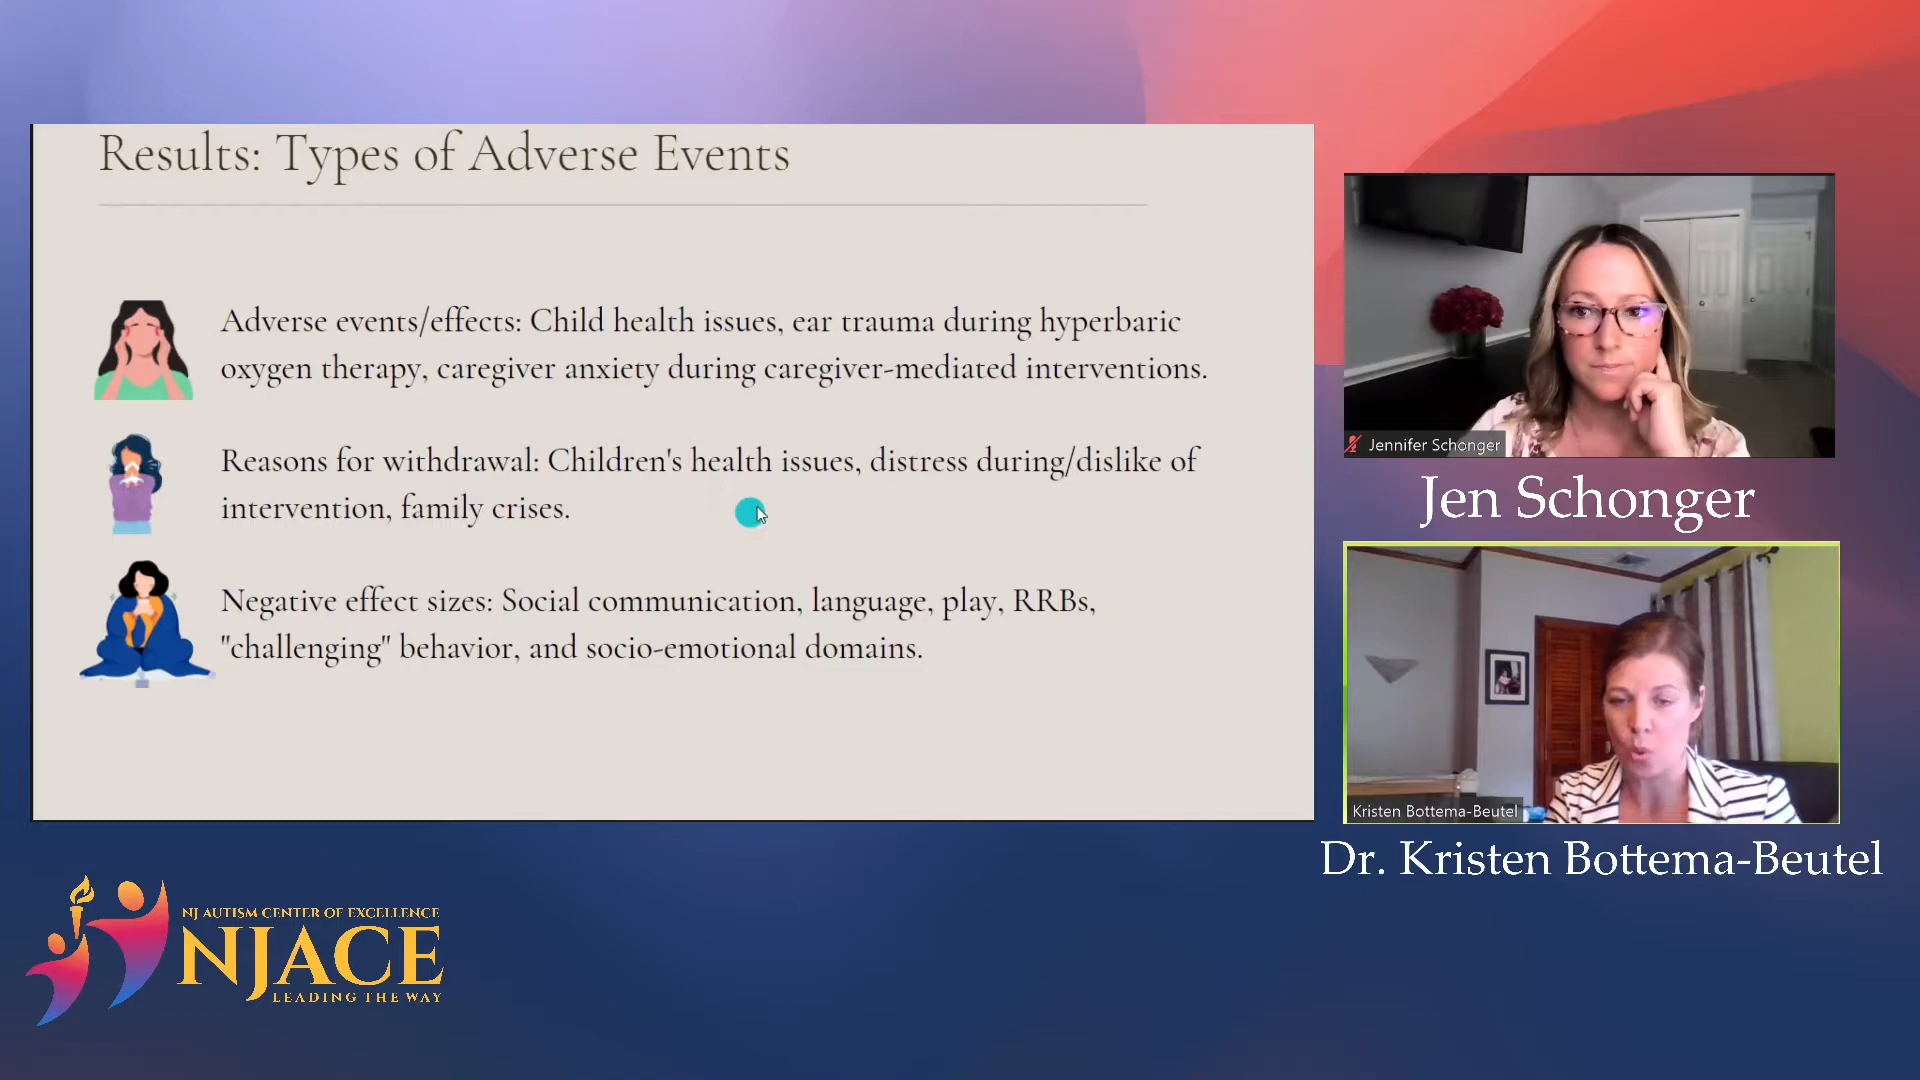 Results: Types of Adverse Events
Adverse events/effects: Child health issues, ear trauma during hyperbaric
oxygen therapy, caregiver anxiety during caregiver-mediated interventions.
Reasons for withdrawal: Children's health issues, distress during/dislike of
intervention, family crises.
Negative effect sizes: Social communication, language, play, RRBs,
"challenging" behavior, and socio-emotional domains.
Jennifer Schonger
Jen Schonger
Kristen Bottema-Beutel
Dr. Kristen Bottema-Beutel
NJ AUTISM CENTER OF EXCELLENCE
NJACE
LEADING THE WAY